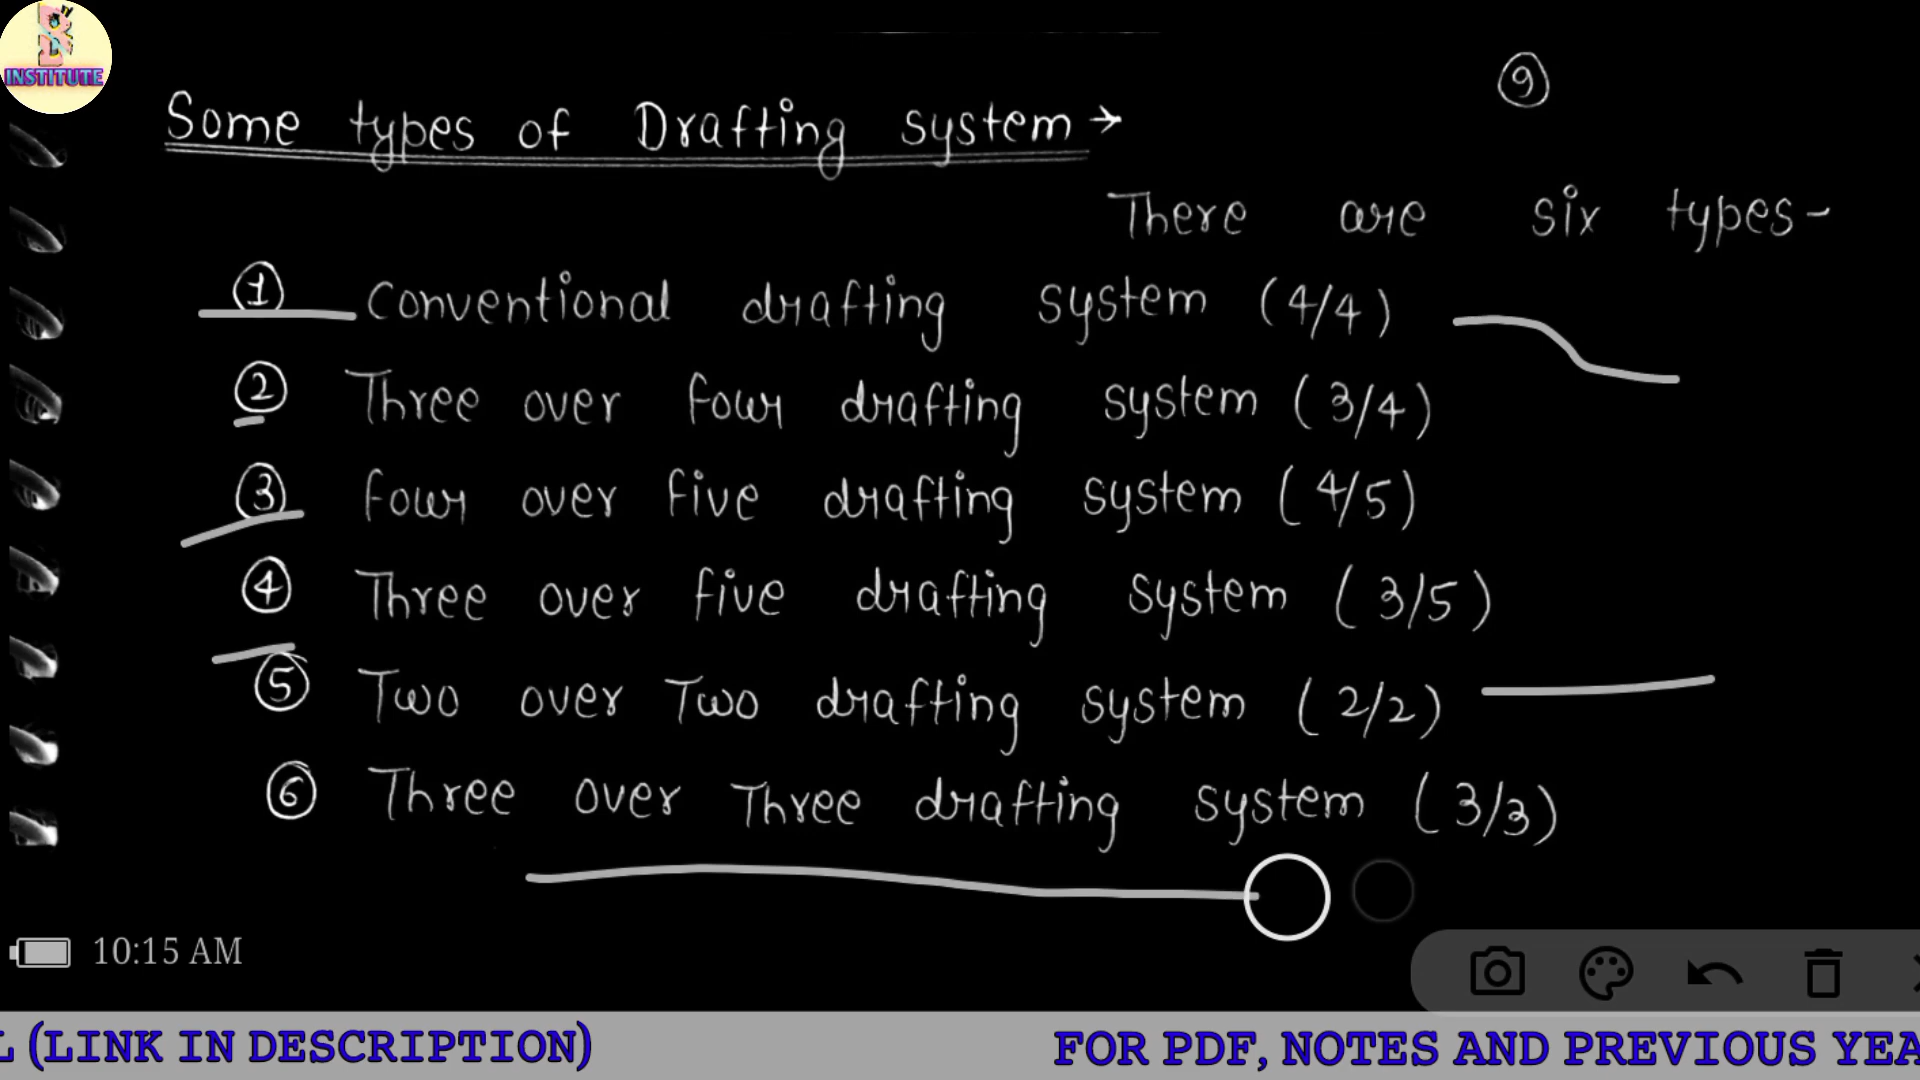 INSTITUTE
9
Some types of Drafting system →
There are six types-
1 Conventional drafting system (4/4)
2 Three over four drafting system (3/4)
3 four over five drafting system (4/5)
4 Three over five drafting system (3/5)
5 Two over Two drafting system (2/2)
6 Three over Three drafting system (3/3)
10:15 AM
L (LINK IN DESCRIPTION) FOR PDF, NOTES AND PREVIOUS YEA